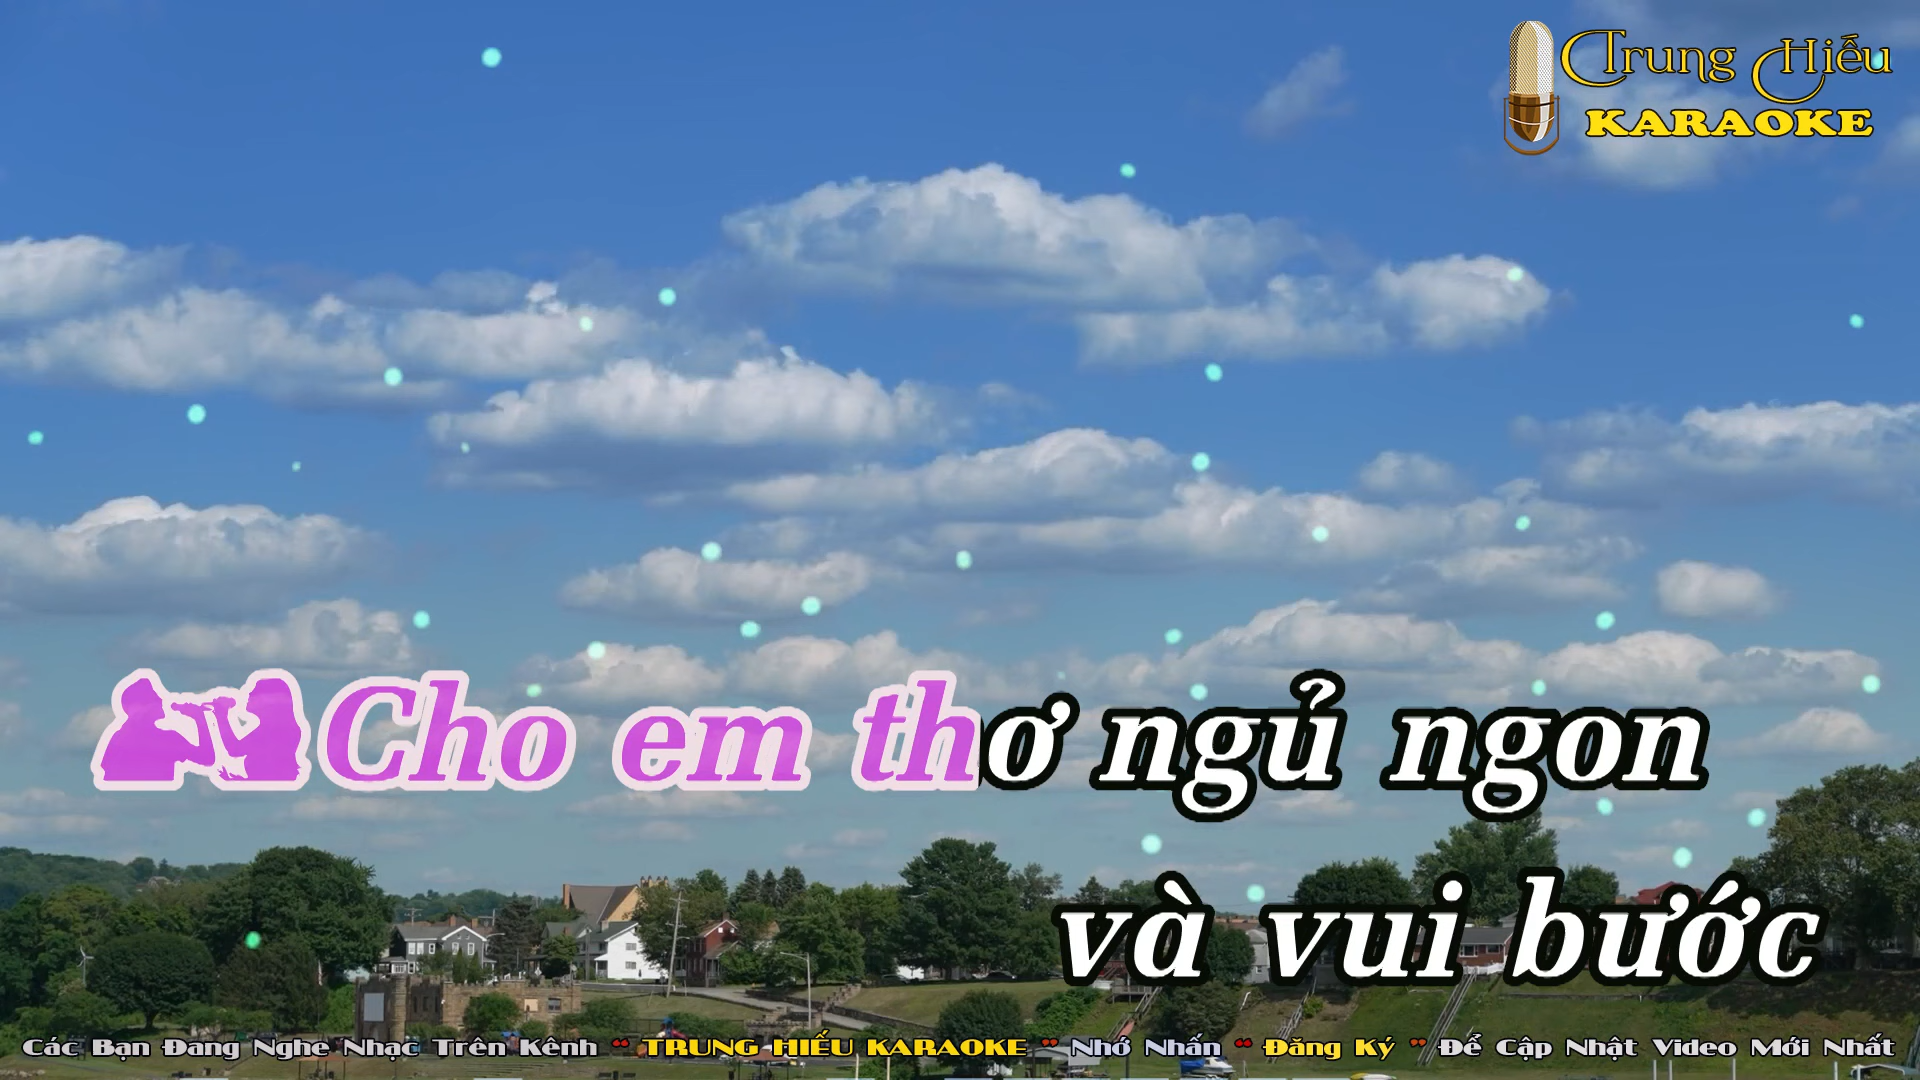 Trung Hiếu
KARAOKE
Cho em thơ ngủ ngon
và vui bước
Các Bạn Đang Nghe Nhạc Trên Kênh “ TRUNG HIẾU KARAOKE ” Nhớ Nhấn “ Đăng Ký ” Để Cập Nhật Video Mới Nhất